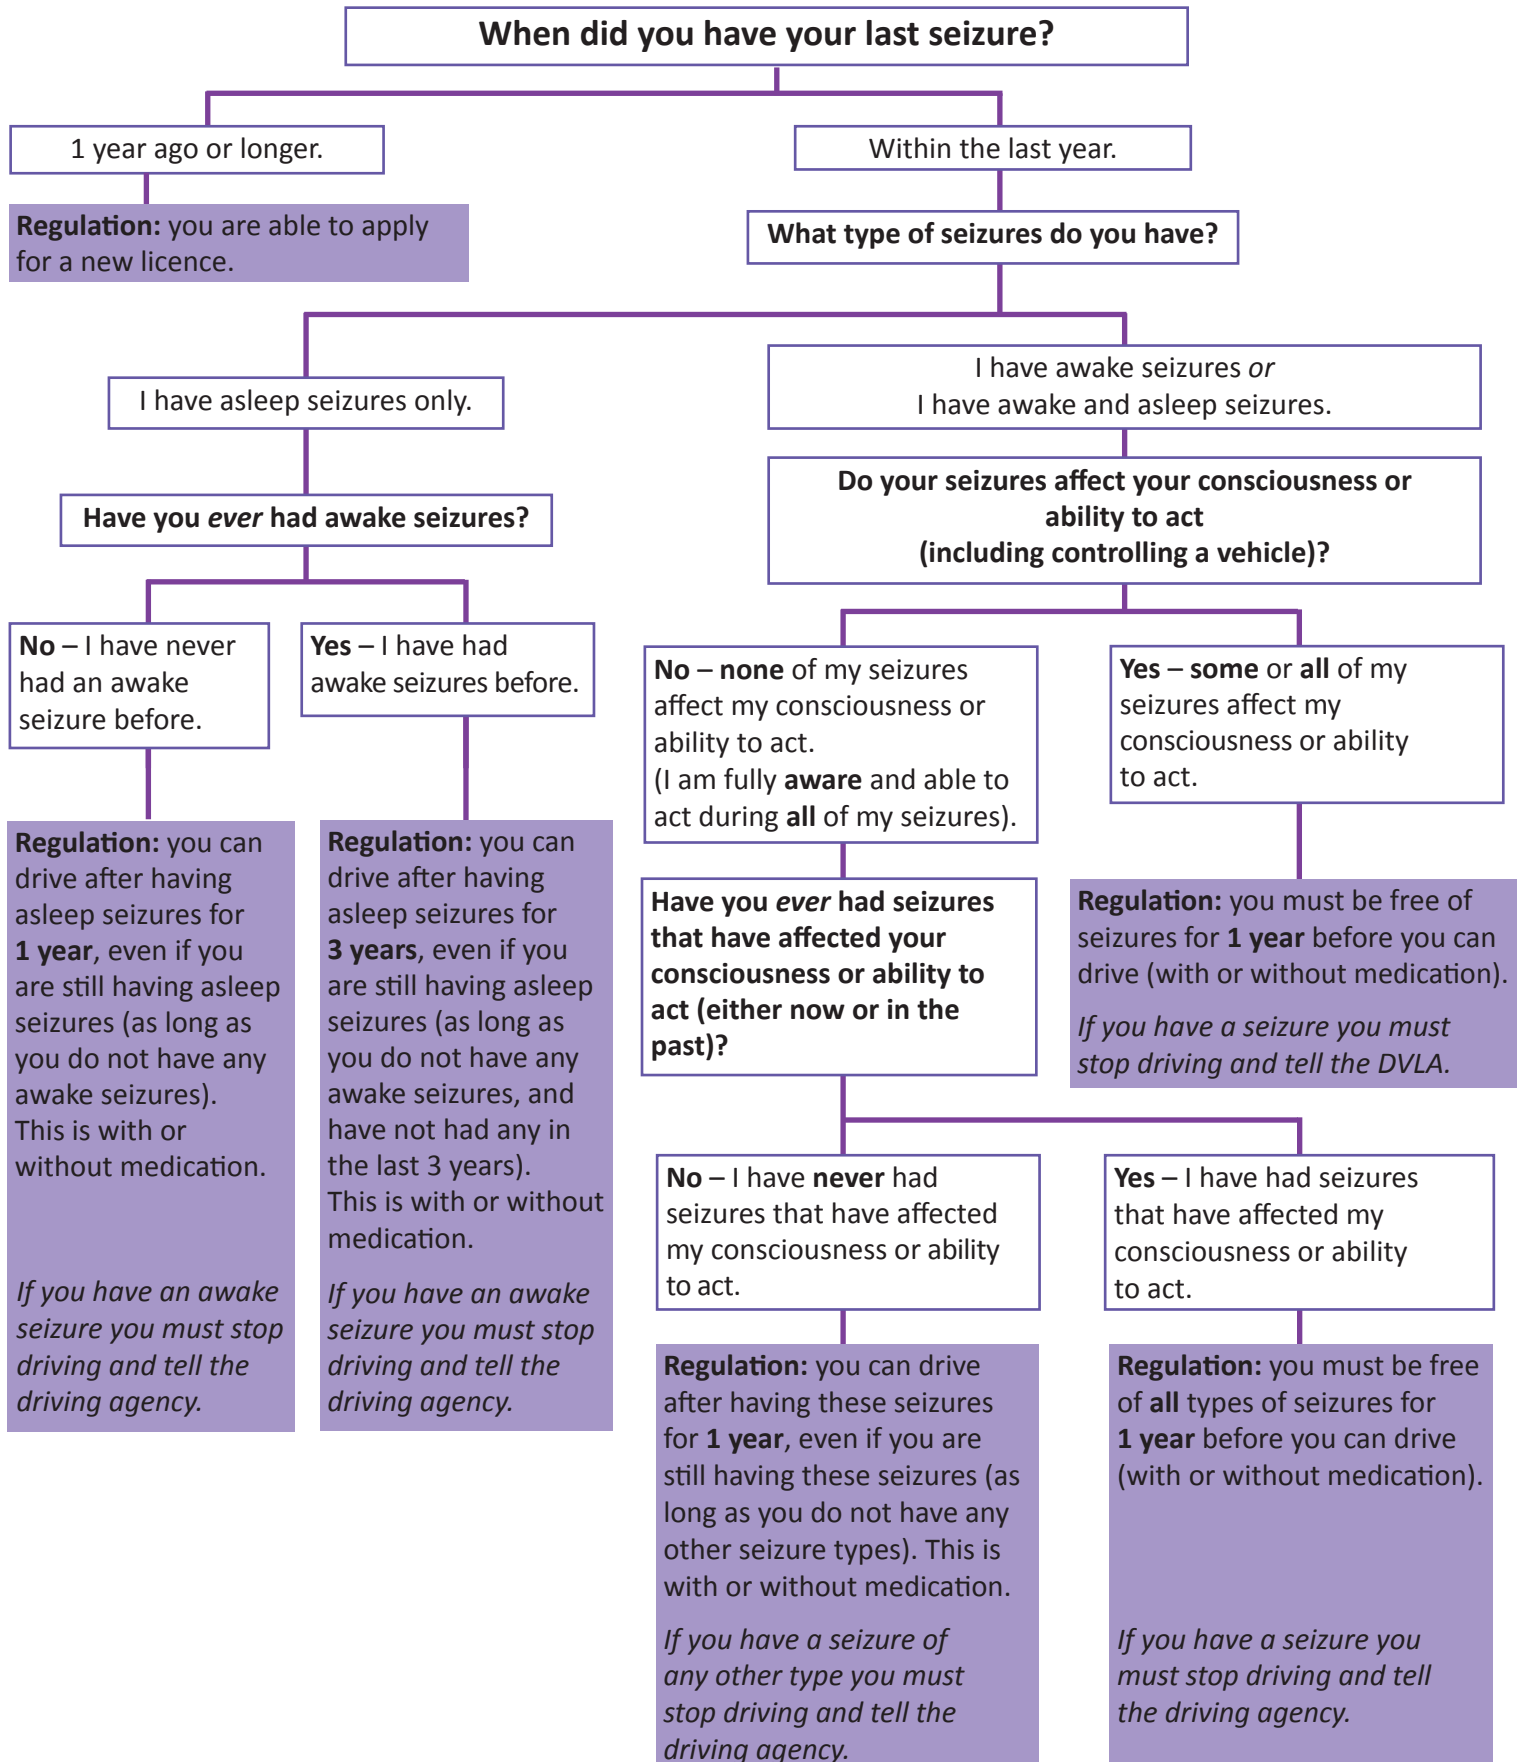 When did you have your last seizure?
1 year ago or longer.
Within the last year.
Regulation: you are able to apply
for a new licence.
What type of seizures do you have?
I have asleep seizures only.
I have awake seizures or
I have awake and asleep seizures.
Have you ever had awake seizures?
Do your seizures affect your consciousness or
ability to act
(including controlling a vehicle)?
No – I have never
had an awake
seizure before.
Yes – I have had
awake seizures before.
No – none of my seizures
affect my consciousness or
ability to act.
(I am fully aware and able to
act during all of my seizures).
Yes – some or all of my
seizures affect my
consciousness or ability
to act.
Regulation: you can
drive after having
asleep seizures for
1 year, even if you
are still having asleep
seizures (as long as
you do not have any
awake seizures).
This is with or
without medication.
If you have an awake
seizure you must stop
driving and tell the
driving agency.
Regulation: you can
drive after having
asleep seizures for
3 years, even if you
are still having asleep
seizures (as long as
you do not have any
awake seizures, and
have not had any in
the last 3 years).
This is with or without
medication.
If you have an awake
seizure you must stop
driving and tell the
driving agency.
Have you ever had seizures
that have affected your
consciousness or ability to
act (either now or in the
past)?
Regulation: you must be free of
seizures for 1 year before you can
drive (with or without medication).
If you have a seizure you must
stop driving and tell the DVLA.
No – I have never had
seizures that have affected
my consciousness or ability
to act.
Yes – I have had seizures
that have affected my
consciousness or ability
to act.
Regulation: you can drive
after having these seizures
for 1 year, even if you are
still having these seizures (as
long as you do not have any
other seizure types). This is
with or without medication.
If you have a seizure of
any other type you must
stop driving and tell the
driving agency.
Regulation: you must be free
of all types of seizures for
1 year before you can drive
(with or without medication).
If you have a seizure you
must stop driving and tell
the driving agency.